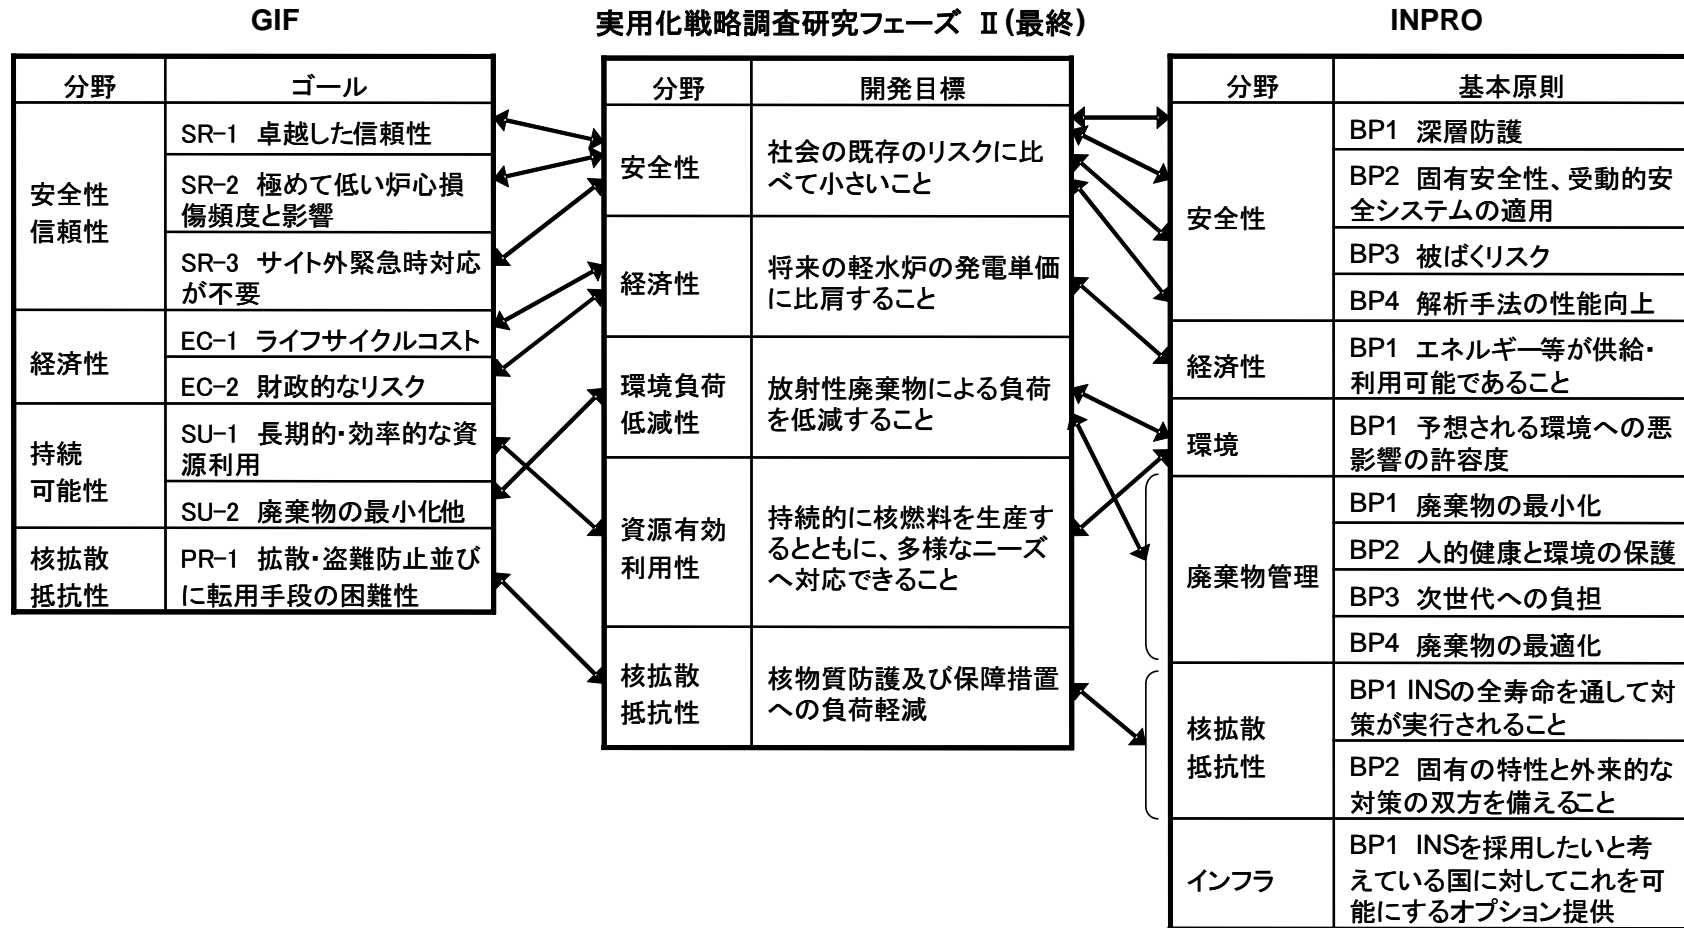 GIF
分野 ゴール
安全性
信頼性
SR-1 卓越した信頼性
SR-2 極めて低い炉心損
傷頻度と影響
SR-3 サイト外緊急時対応
が不要
経済性
EC-1 ライフサイクルコスト
EC-2 財政的なリスク
持続
可能性
SU-1 長期的・効率的な資
源利用
SU-2 廃棄物の最小化他
核拡散
抵抗性
PR-1 拡散・盗難防止並び
に転用手段の困難性
実用化戦略調査研究フェーズ Ⅱ(最終)
分野 開発目標
安全性
社会の既存のリスクに比
べて小さいこと
経済性
将来の軽水炉の発電単価
に比肩すること
環境負荷
低減性
放射性廃棄物による負荷
を低減すること
資源有効
利用性
持続的に核燃料を生産す
るとともに、多様なニーズ
へ対応できること
核拡散
抵抗性
核物質防護及び保障措置
への負荷軽減
INPRO
分野 基本原則
安全性
BP1 深層防護
BP2 固有安全性、受動的安
全システムの適用
BP3 被ばくリスク
BP4 解析手法の性能向上
経済性
BP1 エネルギー等が供給・
利用可能であること
環境
BP1 予想される環境への悪
影響の許容度
廃棄物管理
BP1 廃棄物の最小化
BP2 人的健康と環境の保護
BP3 次世代への負担
BP4 廃棄物の最適化
核拡散
抵抗性
BP1 INSの全寿命を通して対
策が実行されること
BP2 固有の特性と外来的な
対策の双方を備えること
インフラ
BP1 INSを採用したいと考
えている国に対してこれを可
能にするオプション提供